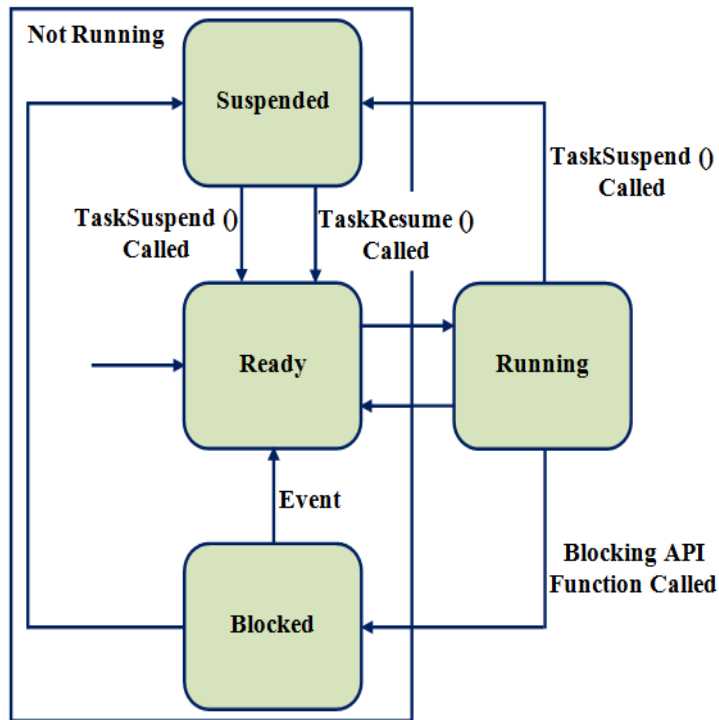 Not Running
Suspended
TaskSuspend ()
Called
TaskSuspend ()
Called
TaskResume ()
Called
Ready
Running
Event
Blocking API
Function Called
Blocked